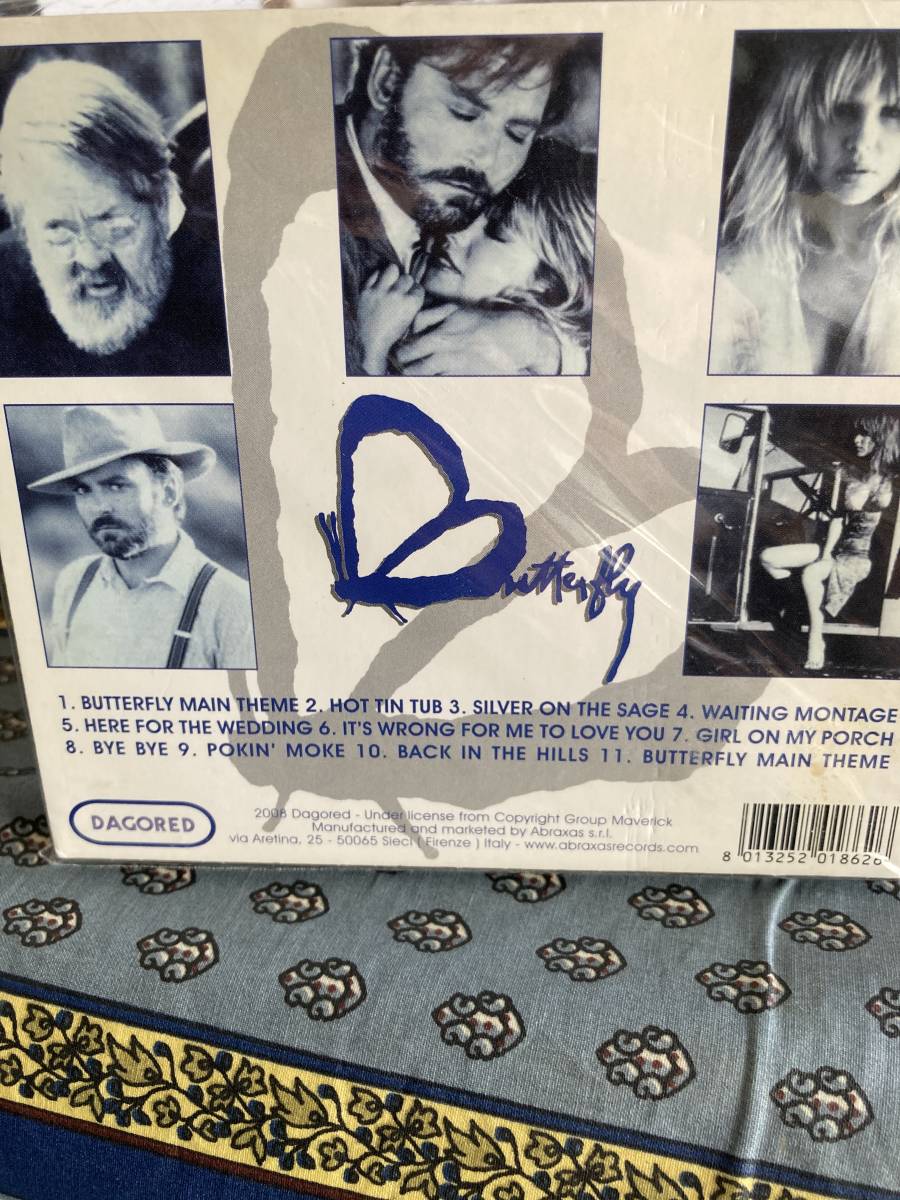 Butterfly
1. BUTTERFLY MAIN THEME 2. HOT TIN TUB 3. SILVER ON THE SAGE 4. WAITING MONTAGE
5. HERE FOR THE WEDDING 6. IT'S WRONG FOR ME TO LOVE YOU 7. GIRL ON MY PORCH
8. BYE BYE 9. POKIN' MOKE 10. BACK IN THE HILLS 11. BUTTERFLY MAIN THEME
DAGORED
2008 Dagored - Under license from Copyright Group Maverick
Manufactured and marketed by Abraxas s.r.l.
via Aretina, 25 - 50065 Sieci ( Firenze ) Italy - www.abraxasrecords.com
8 013252 018626